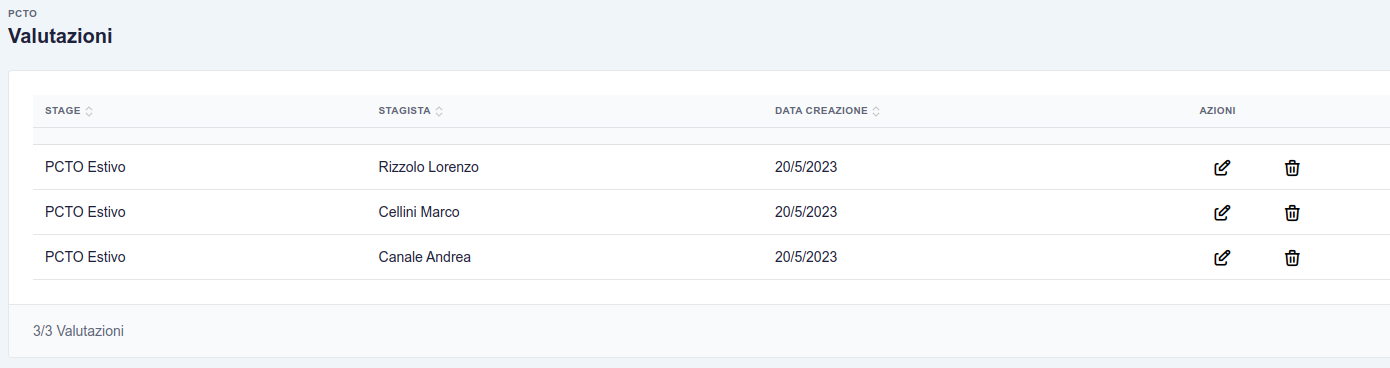 PCTO
Valutazioni
STAGE STAGISTA DATA CREAZIONE AZIONI
PCTO Estivo Rizzolo Lorenzo 20/5/2023
PCTO Estivo Cellini Marco 20/5/2023
PCTO Estivo Canale Andrea 20/5/2023
3/3 Valutazioni